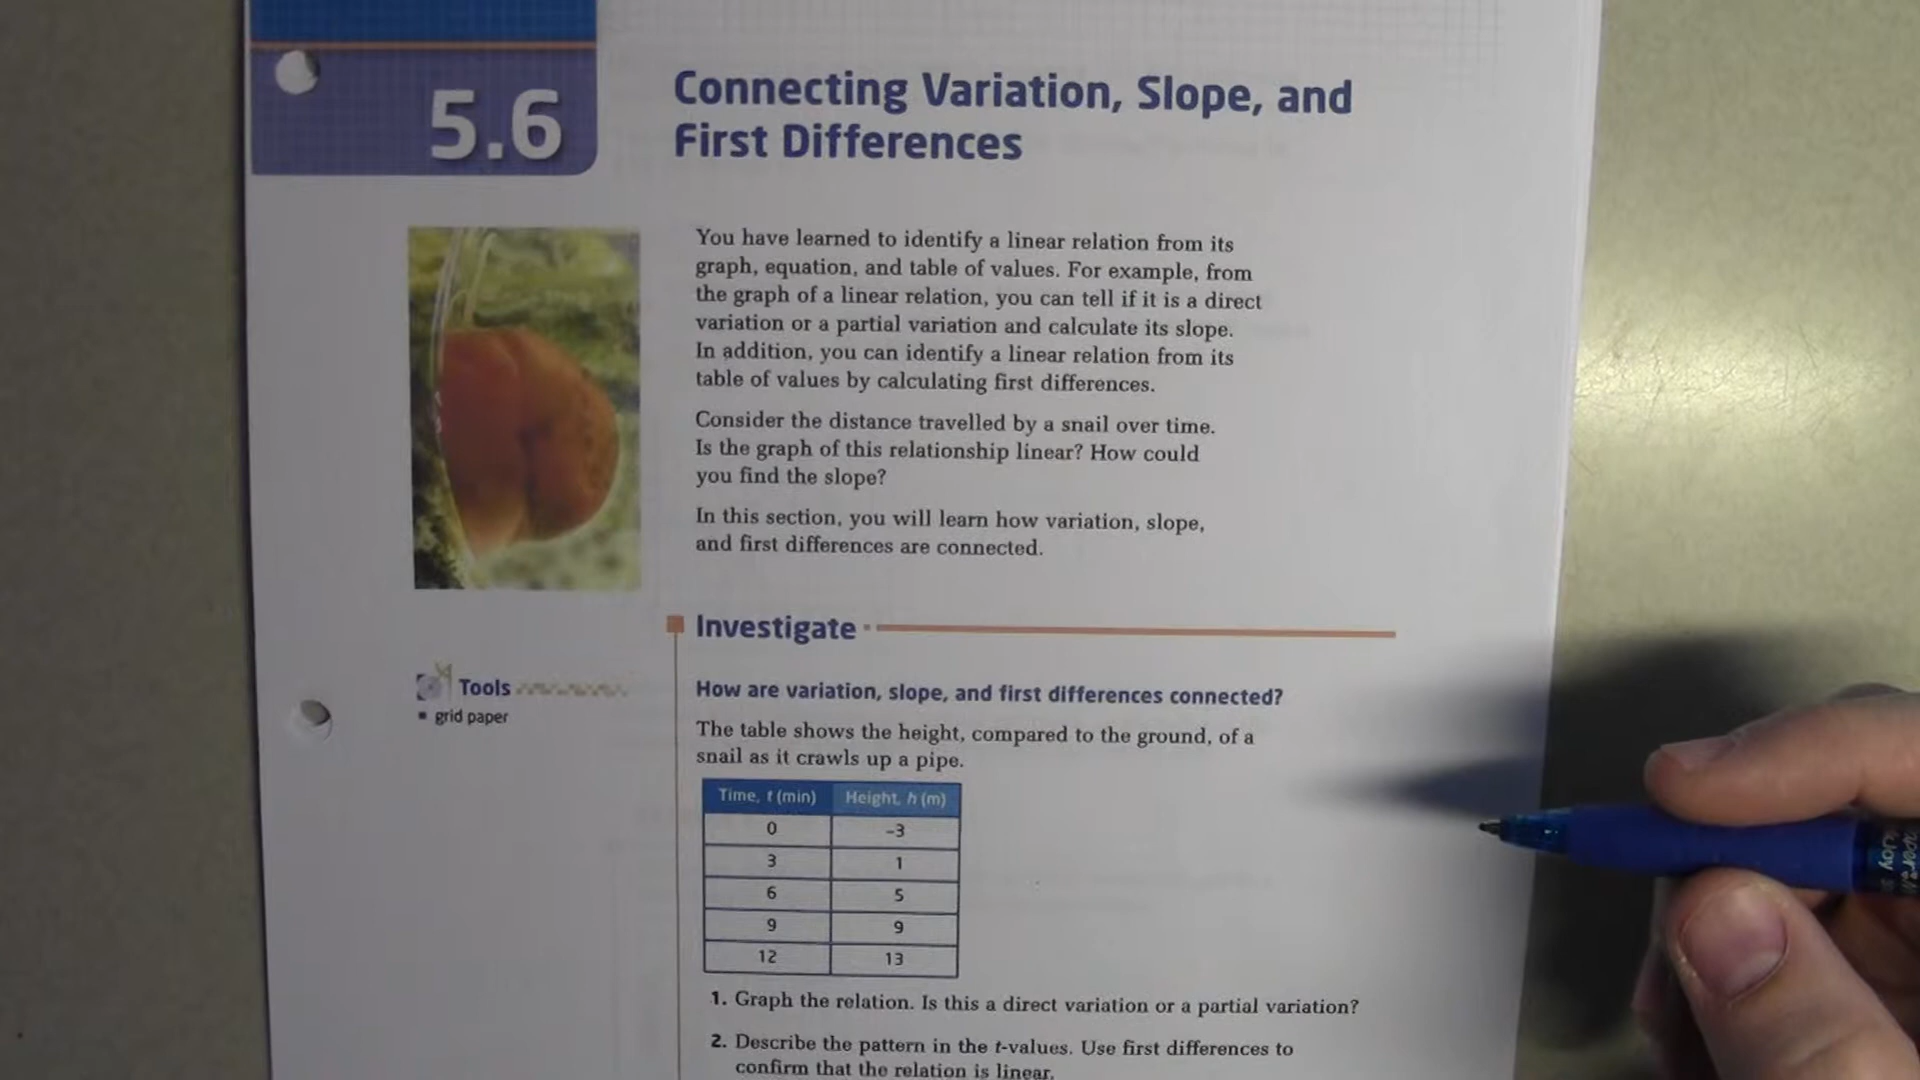 5.6
Connecting Variation, Slope, and
First Differences
You have learned to identify a linear relation from its
graph, equation, and table of values. For example, from
the graph of a linear relation, you can tell if it is a direct
variation or a partial variation and calculate its slope.
In addition, you can identify a linear relation from its
table of values by calculating first differences.
Consider the distance travelled by a snail over time.
Is the graph of this relationship linear? How could
you find the slope?
In this section, you will learn how variation, slope,
and first differences are connected.
Investigate
Tools
▪ grid paper
How are variation, slope, and first differences connected?
The table shows the height, compared to the ground, of a
snail as it crawls up a pipe.
Time, t (min) Height, h (m)
0 -3
3 1
6 5
9 9
12 13
1. Graph the relation. Is this a direct variation or a partial variation?
2. Describe the pattern in the t-values. Use first differences to
confirm that the relation is linear.